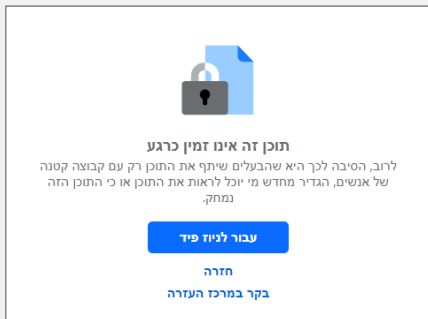 תוכן זה אינו זמין כרגע
לרוב, הסיבה לכך היא שהבעלים שיתף את התוכן רק עם קבוצה קטנה
של אנשים, הגדיר מחדש מי יוכל לראות את התוכן או כי התוכן הזה
נמחק.
עבור לניוז פיד
חזרה
בקר במרכז העזרה